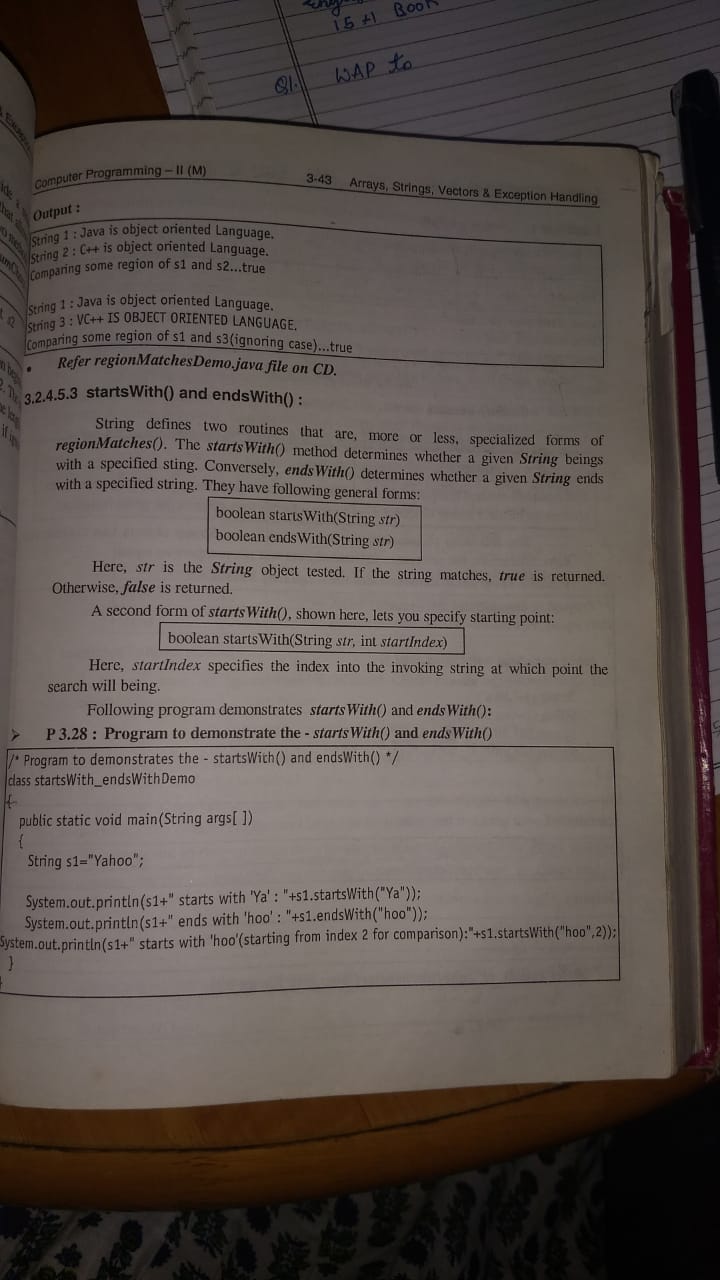 15 +1 Book
Q1. WAP to
Computer Programming – II (M) 3-43 Arrays, Strings, Vectors & Exception Handling
Output :
String 1 : Java is object oriented Language.
String 2 : C++ is object oriented Language.
Comparing some region of s1 and s2...true
String 1 : Java is object oriented Language.
String 3 : VC++ IS OBJECT ORIENTED LANGUAGE.
Comparing some region of s1 and s3(ignoring case)...true
• Refer regionMatchesDemo.java file on CD.
3.2.4.5.3 startsWith() and endsWith() :
String defines two routines that are, more or less, specialized forms of
regionMatches(). The startsWith() method determines whether a given String beings
with a specified sting. Conversely, endsWith() determines whether a given String ends
with a specified string. They have following general forms:
boolean startsWith(String str)
boolean endsWith(String str)
Here, str is the String object tested. If the string matches, true is returned.
Otherwise, false is returned.
A second form of startsWith(), shown here, lets you specify starting point:
boolean startsWith(String str, int startIndex)
Here, startIndex specifies the index into the invoking string at which point the
search will being.
Following program demonstrates startsWith() and endsWith():
➢ P 3.28 : Program to demonstrate the - startsWith() and endsWith()
/* Program to demonstrates the - startsWich() and endsWith() */
class startsWith_endsWithDemo
{
public static void main(String args[ ])
{
String s1="Yahoo";
System.out.println(s1+" starts with 'Ya' : "+s1.startsWith("Ya"));
System.out.println(s1+" ends with 'hoo' : "+s1.endsWith("hoo"));
System.out.println(s1+" starts with 'hoo'(starting from index 2 for comparison):"+s1.startsWith("hoo",2));
}
}